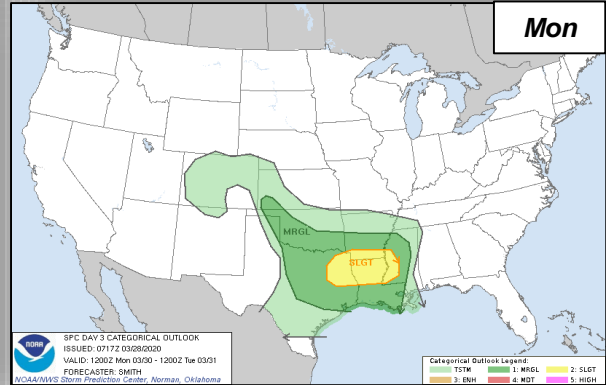 Mon
MRGL
SLGT
NOAA
SPC DAY 3 CATEGORICAL OUTLOOK
ISSUED: 0717Z 03/28/2020
VALID: 1200Z Mon 03/30 - 1200Z Tue 03/31
FORECASTER: SMITH
NOAA/NWS Storm Prediction Center, Norman, Oklahoma
Categorical Outlook Legend:
TSTM 1: MRGL 2: SLGT
3: ENH 4: MDT 5: HIGH